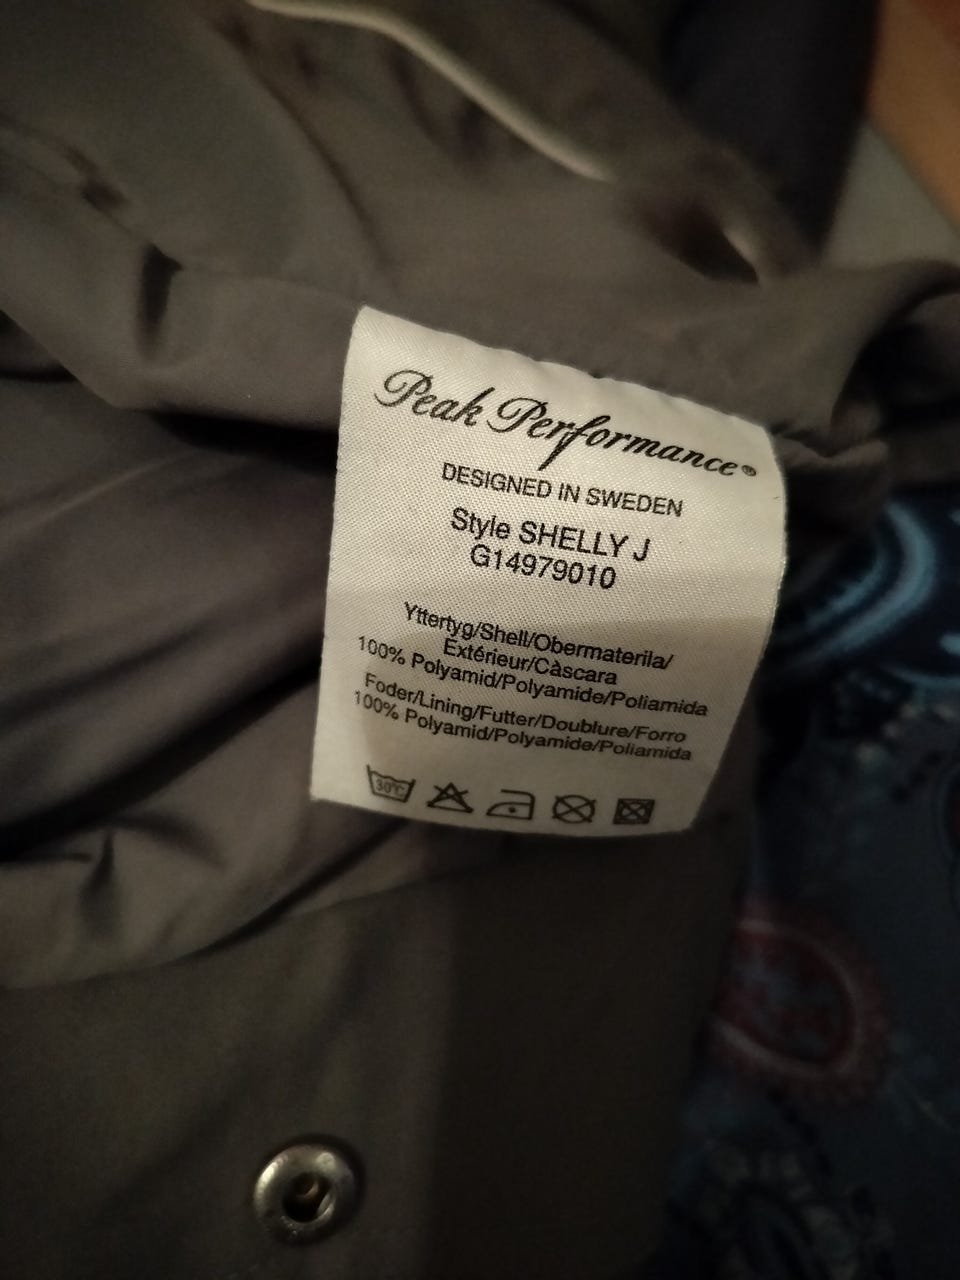 Peak Performance®
DESIGNED IN SWEDEN
Style SHELLY J
G14979010
Yttertyg/Shell/Obermaterila/
Extérieur/Càscara
100% Polyamid/Polyamide/Poliamida
Foder/Lining/Futter/Doublure/Forro
100% Polyamid/Polyamide/Poliamida
30°C